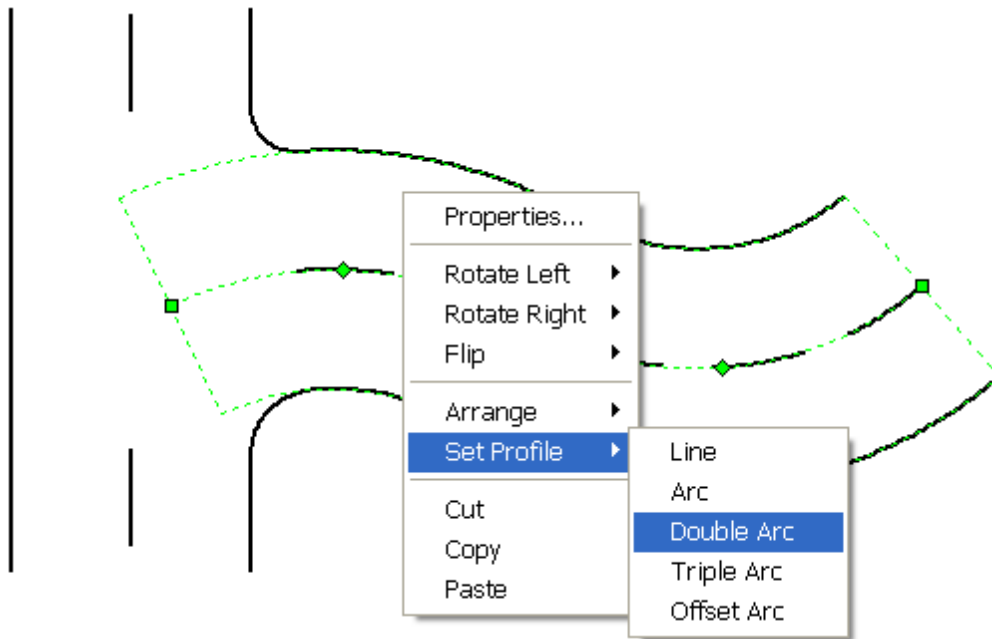 Properties...
Rotate Left
Rotate Right
Flip
Arrange
Set Profile
Cut
Copy
Paste
Line
Arc
Double Arc
Triple Arc
Offset Arc